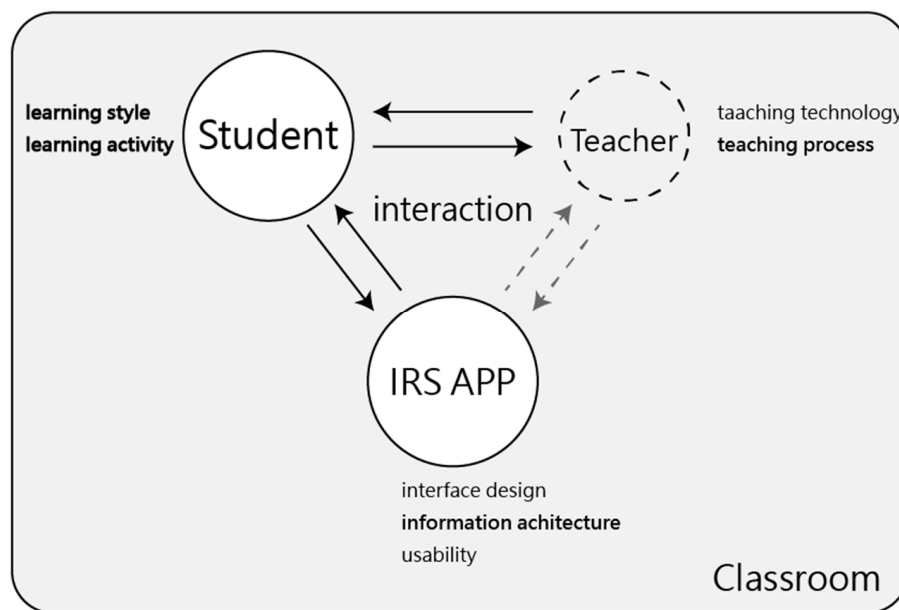 learning style
learning activity
Student
Teacher
taaching technology
teaching process
interaction
IRS APP
interface design
information achitecture
usability
Classroom